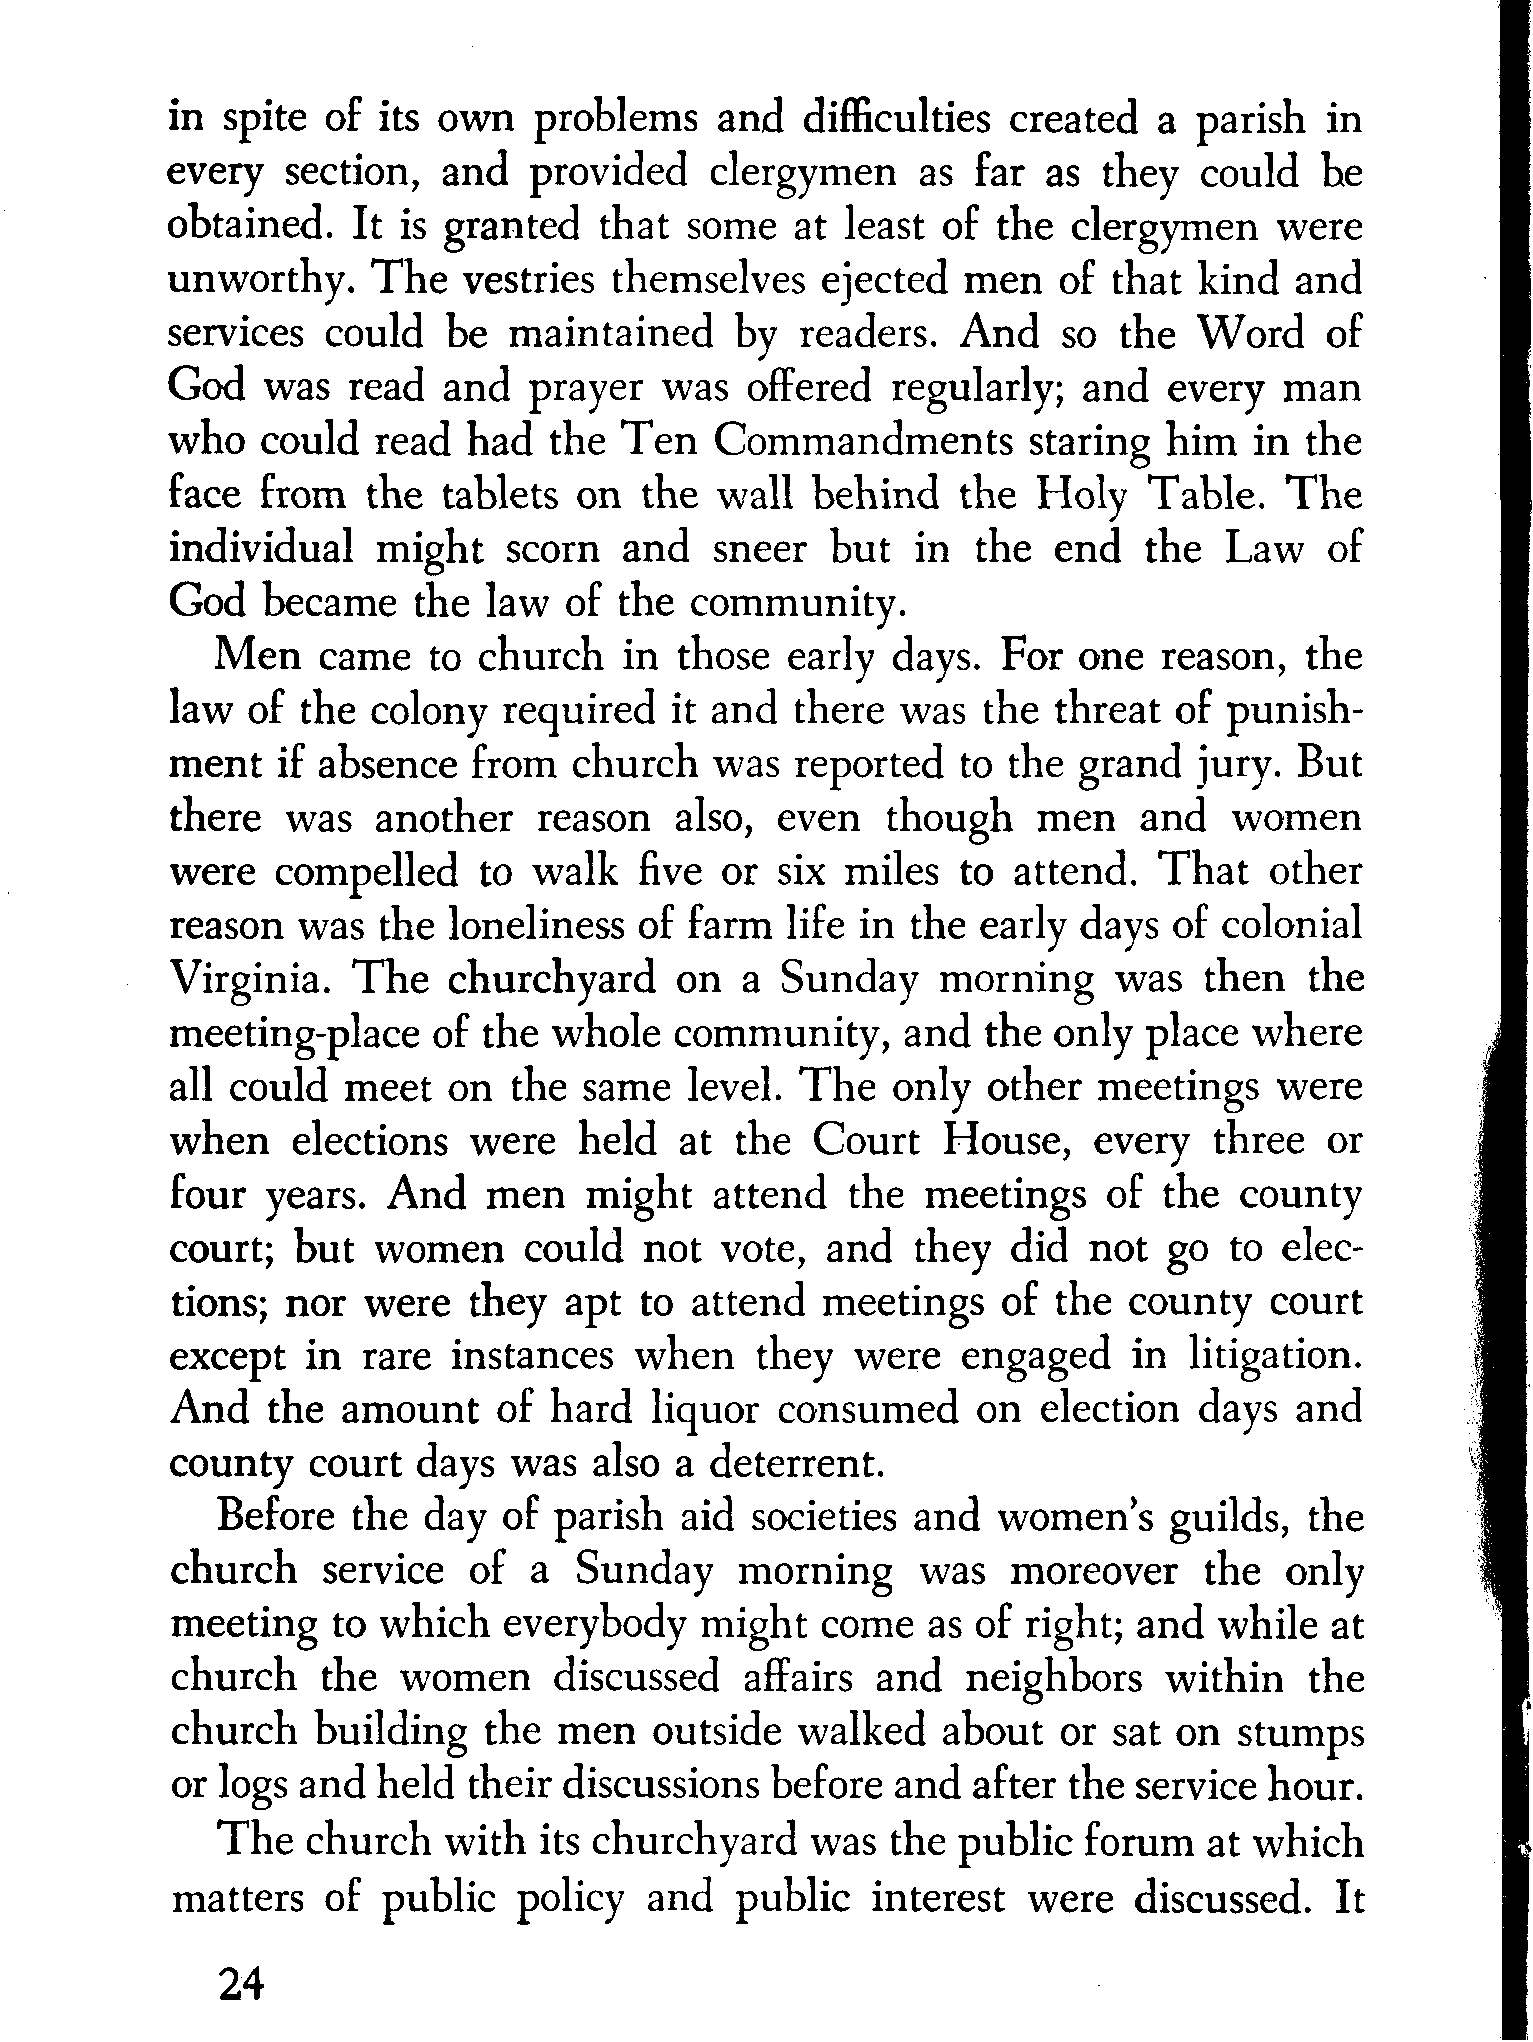 in spite of its own problems and difficulties created a parish in
every section, and provided clergymen as far as they could be
obtained. It is granted that some at least of the clergymen were
unworthy. The vestries themselves ejected men of that kind and
services could be maintained by readers. And so the Word of
God was read and prayer was offered regularly; and every man
who could read had the Ten Commandments staring him in the
face from the tablets on the wall behind the Holy Table. The
individual might scorn and sneer but in the end the Law of
God became the law of the community.
Men came to church in those early days. For one reason, the
law of the colony required it and there was the threat of punish-
ment if absence from church was reported to the grand jury. But
there was another reason also, even though men and women
were compelled to walk five or six miles to attend. That other
reason was the loneliness of farm life in the early days of colonial
Virginia. The churchyard on a Sunday morning was then the
meeting-place of the whole community, and the only place where
all could meet on the same level. The only other meetings were
when elections were held at the Court House, every three or
four years. And men might attend the meetings of the county
court; but women could not vote, and they did not go to elec-
tions; nor were they apt to attend meetings of the county court
except in rare instances when they were engaged in litigation.
And the amount of hard liquor consumed on election days and
county court days was also a deterrent.
Before the day of parish aid societies and women's guilds, the
church service of a Sunday morning was moreover the only
meeting to which everybody might come as of right; and while at
church the women discussed affairs and neighbors within the
church building the men outside walked about or sat on stumps
or logs and held their discussions before and after the service hour.
The church with its churchyard was the public forum at which
matters of public policy and public interest were discussed. It
24